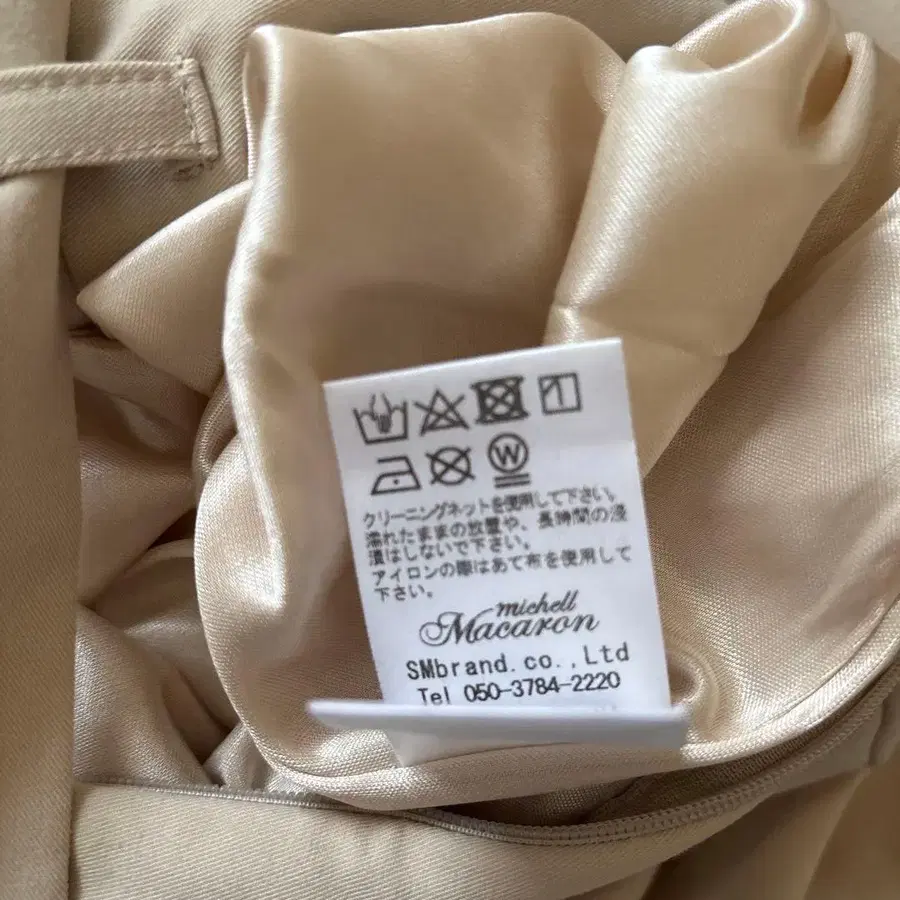 W
クリーニングネットを使用して下さい。
濡れたままの放置や、長時間の浸
漬はしないで下さい。
アイロンの際はあて布を使用して
下さい。
michell
Macaron
SMbrand.co.,Ltd
Tel 050-3784-2220